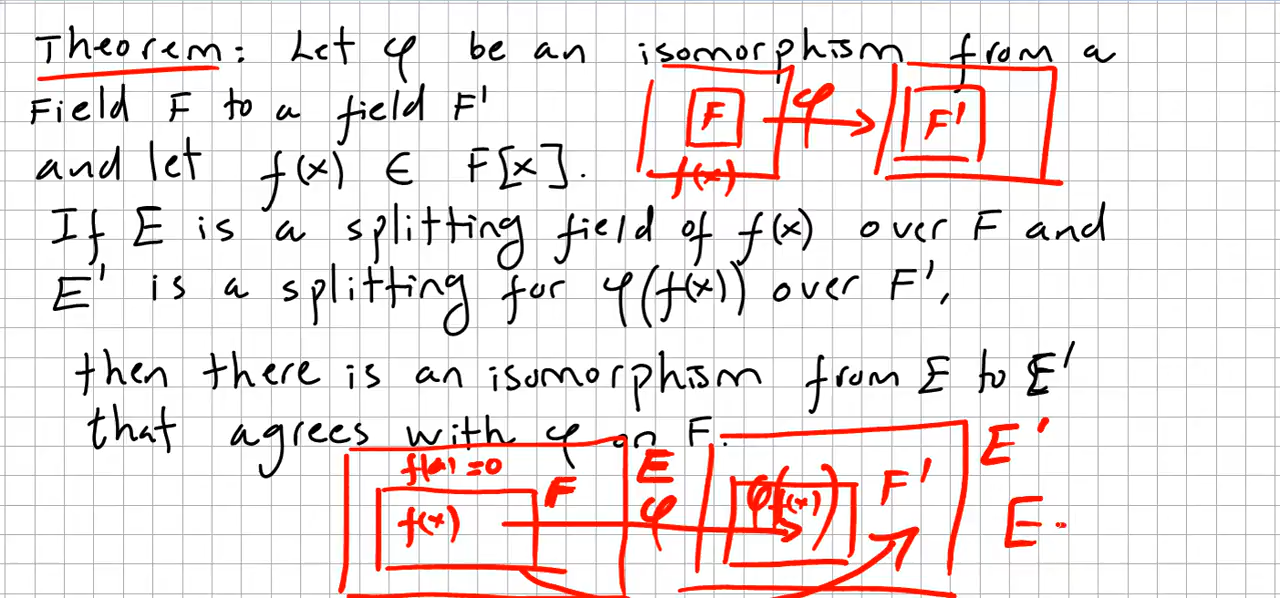 Theorem: Let φ be an isomorphism from a
Field F to a field F'
F φ F'
and let f(x) ∈ F[x].
f(x)
If E is a splitting field of f(x) over F and
E' is a splitting for φ(f(x)) over F',
then there is an isomorphism from E to E'
that agrees with φ on F.
f(a) = 0 E E'
F F'
f(x) φ φ(f(x)) E